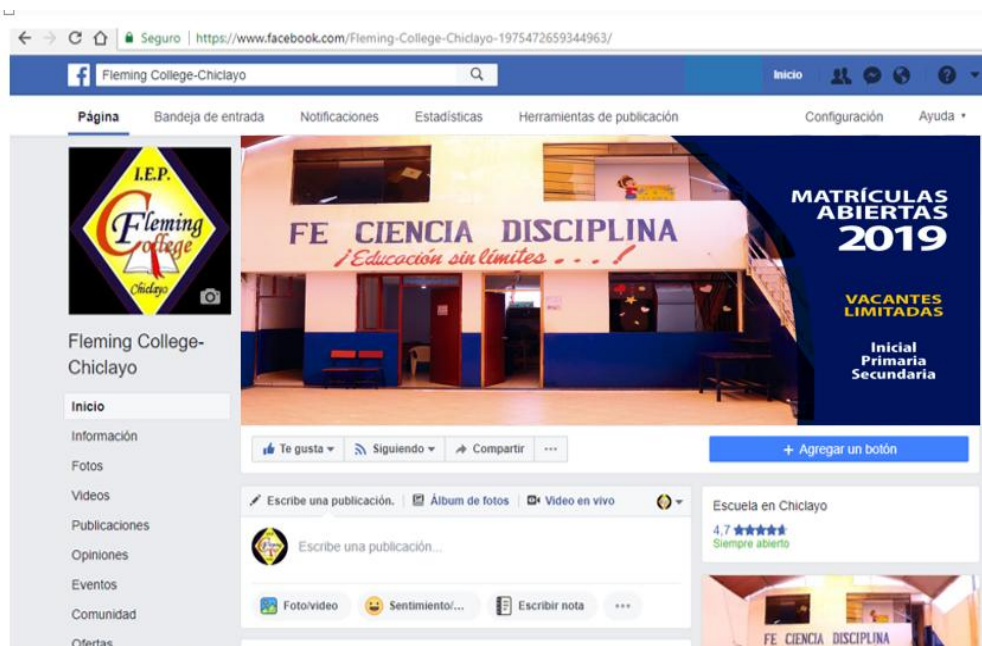 Seguro | https://www.facebook.com/Fleming-College-Chiclayo-1975472659344963/
Fleming College-Chiclayo
Inicio
Página Bandeja de entrada Notificaciones Estadísticas Herramientas de publicación Configuración Ayuda
I.E.P.
Fleming
College
Chiclayo
FE CIENCIA DISCIPLINA
¡Educación sin límites . . . !
MATRÍCULAS
ABIERTAS
2019
VACANTES
LIMITADAS
Inicial
Primaria
Secundaria
Fleming College-
Chiclayo
Inicio
Información
Fotos
Videos
Publicaciones
Opiniones
Eventos
Comunidad
Ofertas
Te gusta Siguiendo Compartir ...
+ Agregar un botón
Escribe una publicación. Álbum de fotos Video en vivo
Escribe una publicación...
Foto/video Sentimiento/... Escribir nota ...
Escuela en Chiclayo
4,7 ★★★★★
Siempre abierto
FE CIENCIA DISCIPLINA